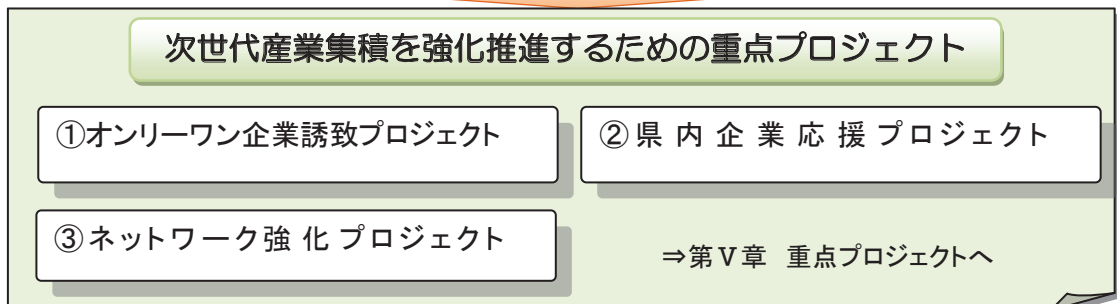 次世代産業集積を強化推進するための重点プロジェクト
①オンリーワン企業誘致プロジェクト
②県内企業応援プロジェクト
③ネットワーク強化プロジェクト
⇒第Ⅴ章 重点プロジェクトへ